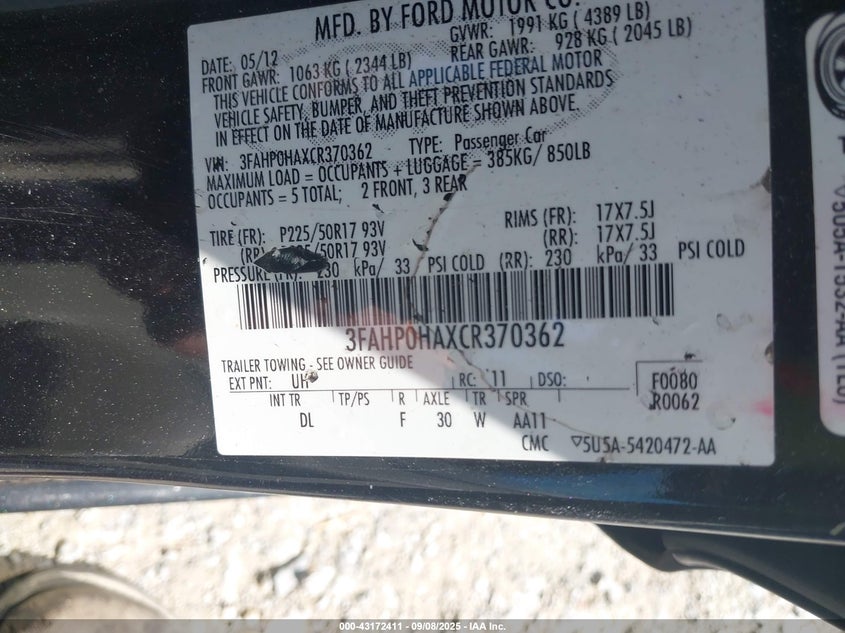 MFD. BY FORD MOTOR CO.
DATE: 05/12 GVWR: 1991 KG ( 4389 LB)
FRONT GAWR: 1063 KG ( 2344 LB) REAR GAWR: 928 KG ( 2045 LB)
THIS VEHICLE CONFORMS TO ALL APPLICABLE FEDERAL MOTOR
VEHICLE SAFETY, BUMPER, AND THEFT PREVENTION STANDARDS
IN EFFECT ON THE DATE OF MANUFACTURE SHOWN ABOVE.
VIN: 3FAHP0HAXCR370362 TYPE: Passenger Car
MAXIMUM LOAD = OCCUPANTS + LUGGAGE = 385KG/ 850LB
OCCUPANTS = 5 TOTAL; 2 FRONT, 3 REAR
TIRE (FR): P225/50R17 93V RIMS (FR): 17X7.5J
/50R17 93V (RR): 17X7.5J
PRESSURE 230 kPa/ 33 PSI COLD (RR): 230 kPa/ 33 PSI COLD
3FAHP0HAXCR370362
TRAILER TOWING - SEE OWNER GUIDE
EXT PNT: UH RC: 11 DSO: F0080
INT TR TP/PS R AXLE TR SPR R0062
DL F 30 W AA11
CMC 5U5A-5420472-AA
000-43172411 - 09/08/2025 - IAA, Inc.